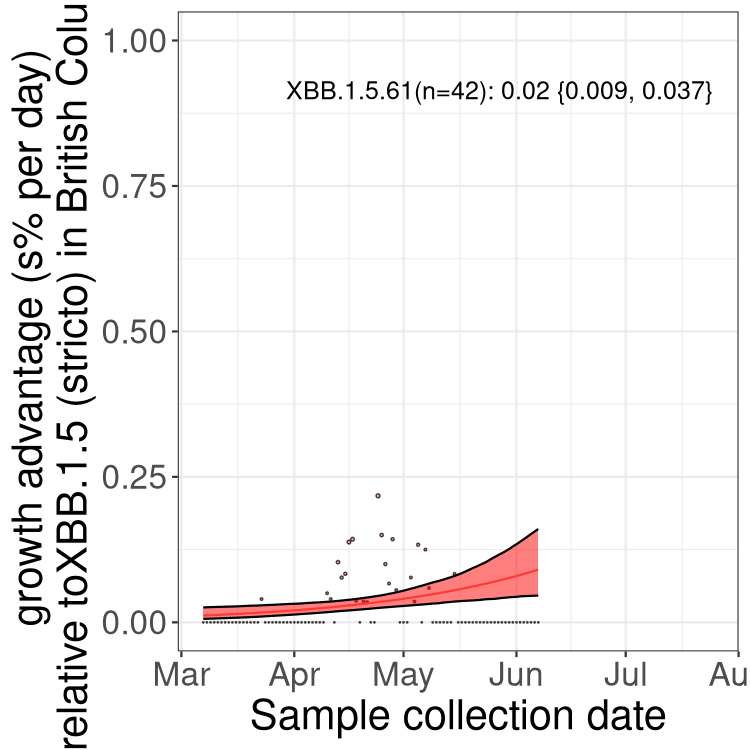 growth advantage (s% per day)
relative toXBB.1.5 (stricto) in British Colu
1.00
0.75
0.50
0.25
0.00
XBB.1.5.61(n=42): 0.02 {0.009, 0.037}
Mar Apr May Jun Jul Au
Sample collection date